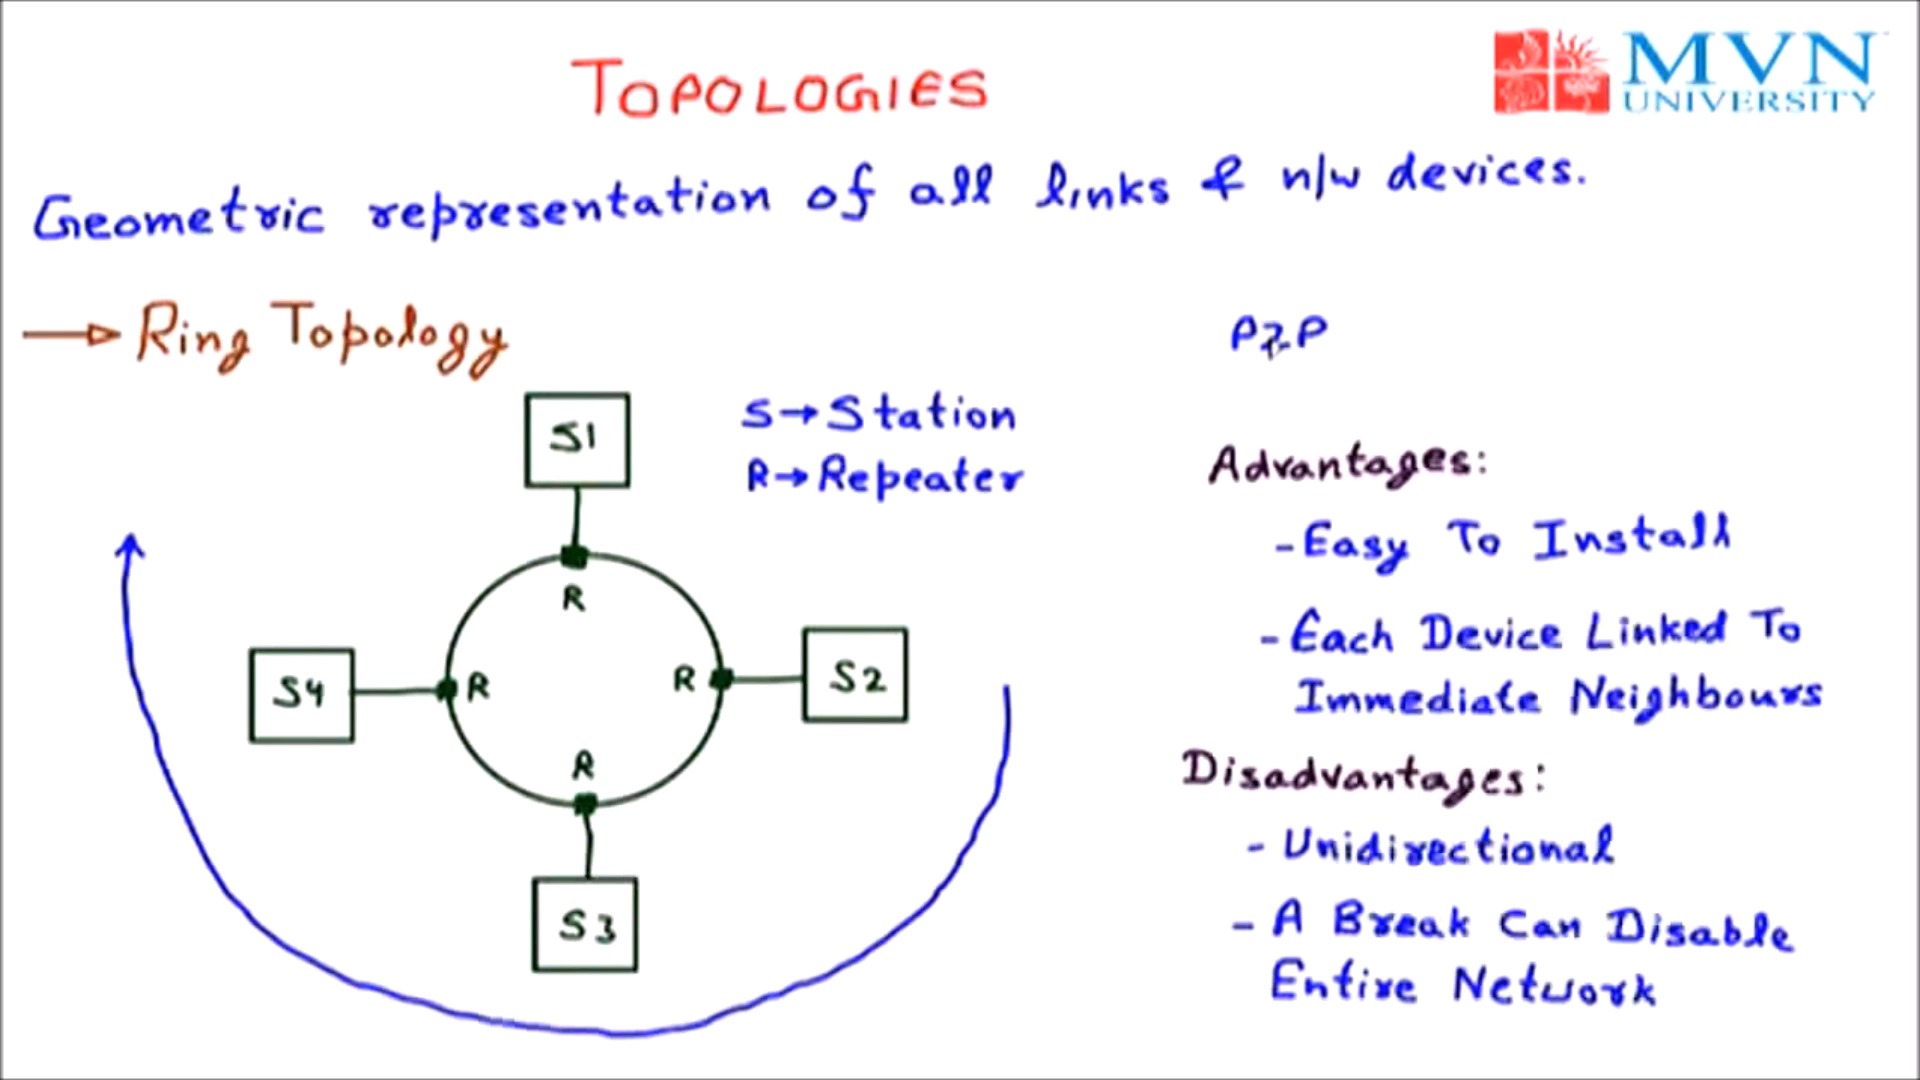 TOPOLOGIES
MVN
UNIVERSITY
Geometric representation of all links & n/w devices.
Ring Topology
P2P
S→Station
R→Repeater
S1
R
S4
R
R
S2
R
S3
Advantages:
- Easy To Install
- Each Device Linked To
Immediate Neighbours
Disadvantages:
- Unidirectional
- A Break Can Disable
Entire Network